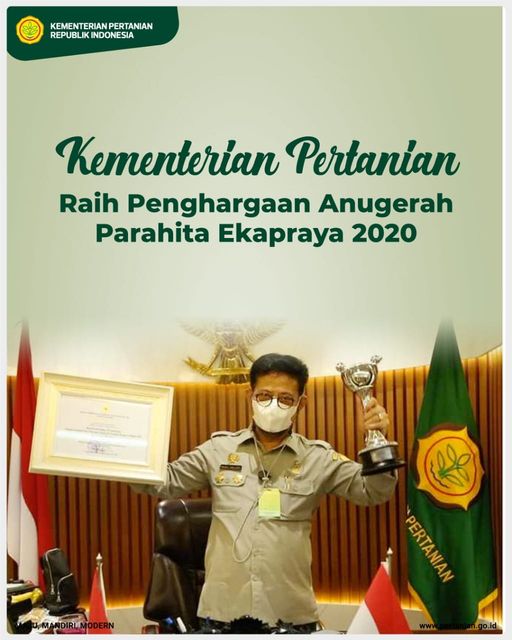 KEMENTERIAN PERTANIAN
REPUBLIK INDONESIA
Kementerian Pertanian
Raih Penghargaan Anugerah
Parahita Ekapraya 2020
PERTANIAN
MAJU, MANDIRI, MODERN
www.pertanian.go.id